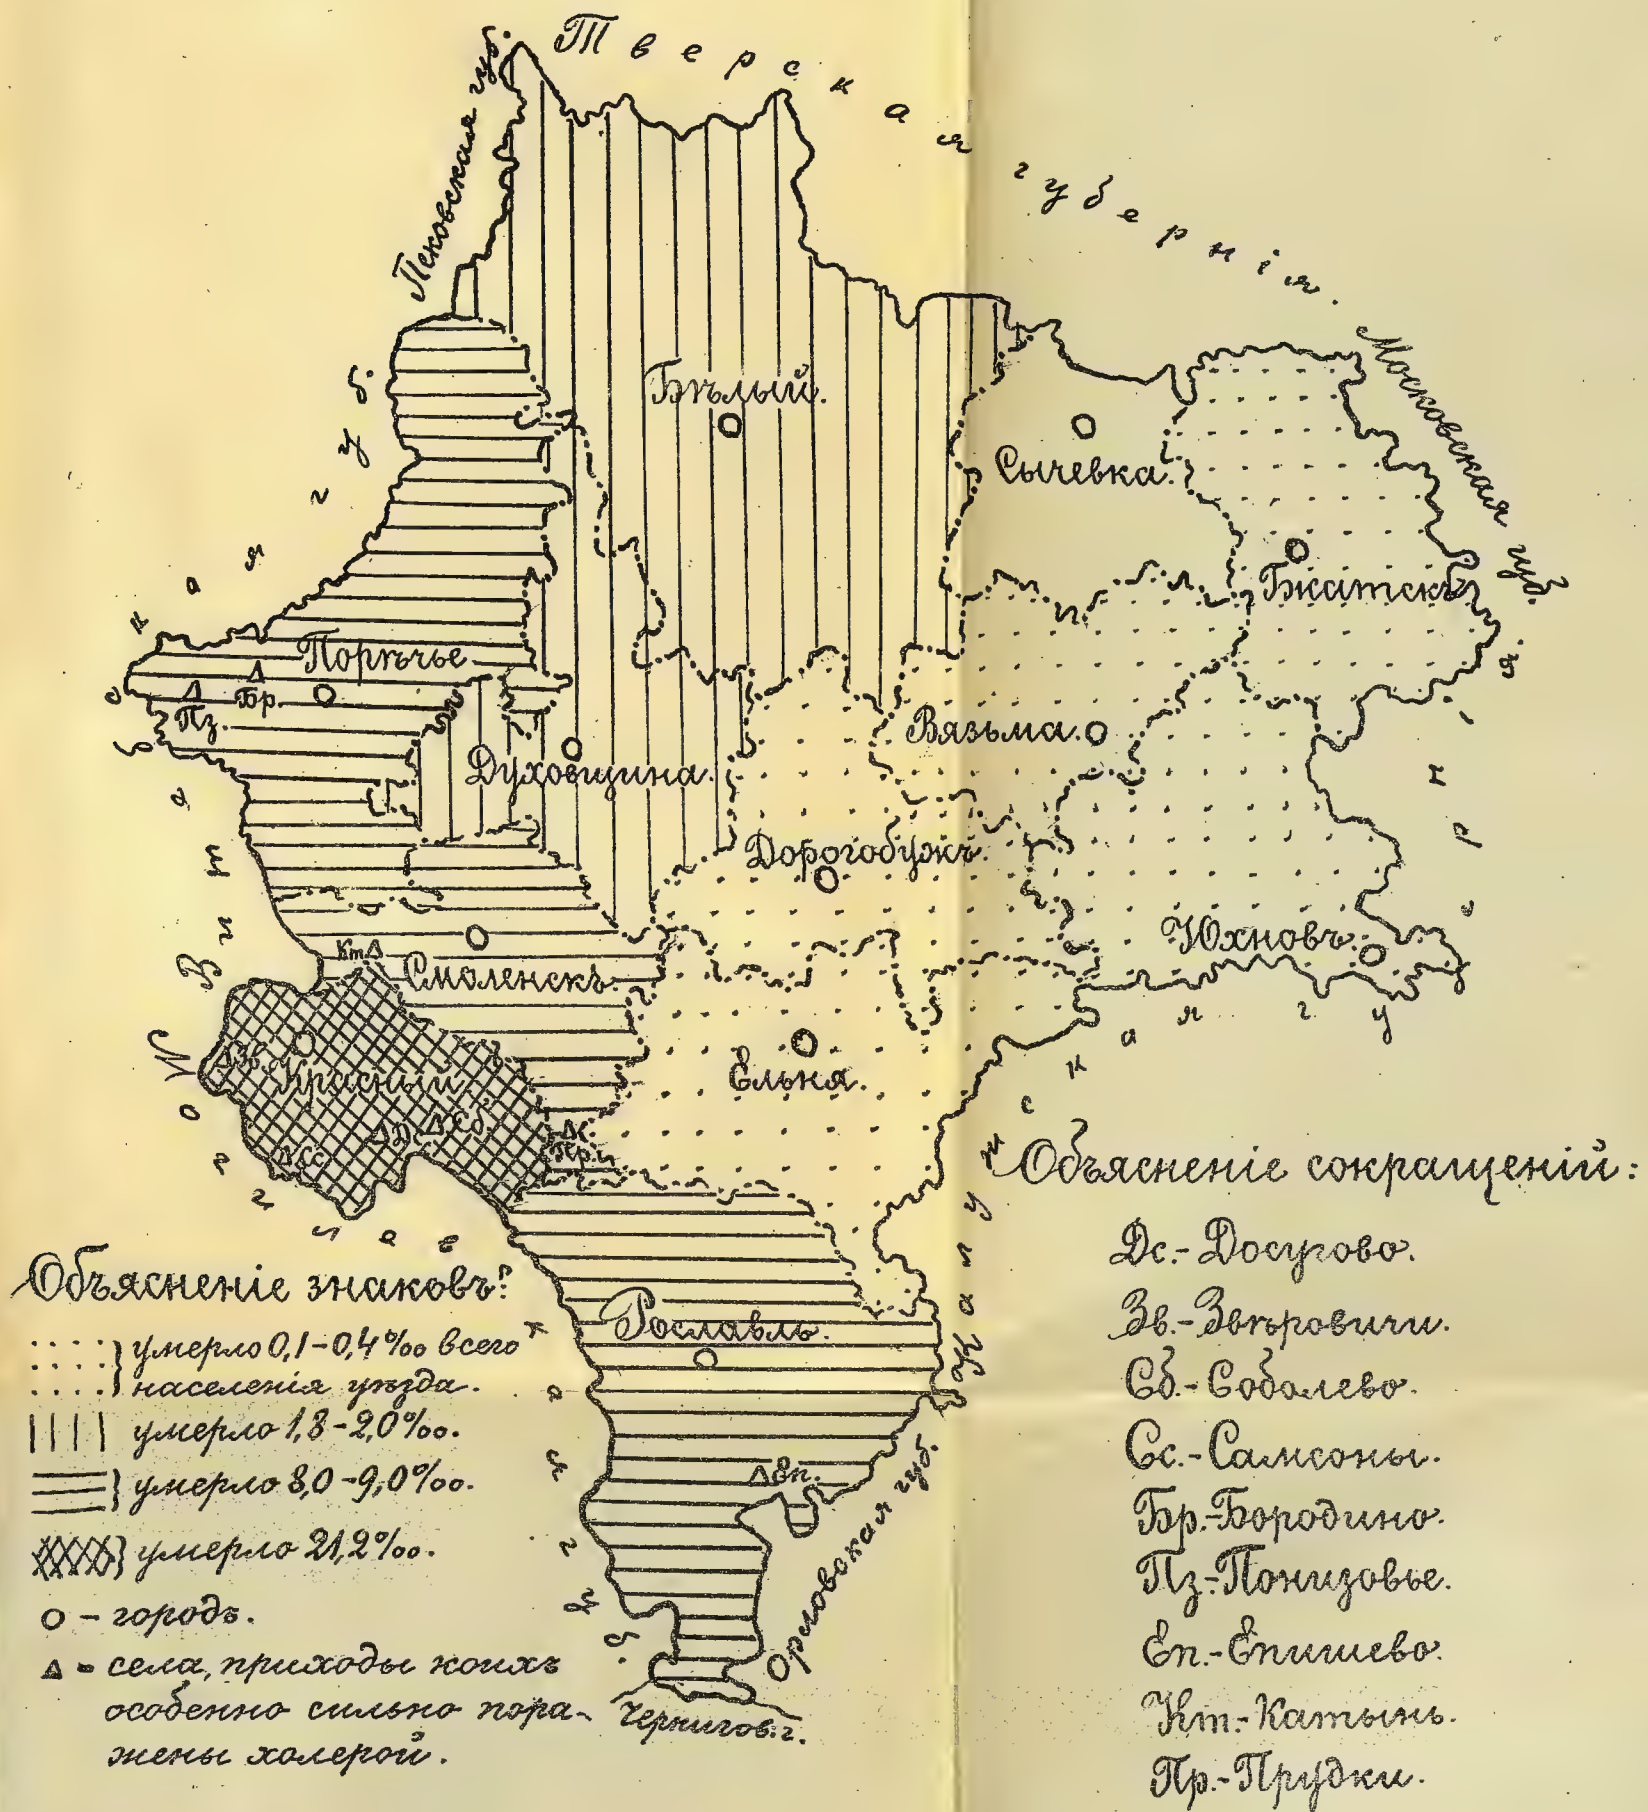 Тверская губернія.
Псковская губ.
Московская губ.
Бѣлый.
Сычевка.
Гжатскъ
Порѣчье
Бр.
Пз.
Духовщина.
Вязьма.
Дорогобужъ.
Юхновъ.
Кт
Смоленскъ.
Зв.
Красный
Ельня.
Дс.
Сб.
Сс.
Пр.
Витебская губ.
Могилевская губ.
Калужская губ.
Рославль.
Еп.
Орловская губ.
Чернигов. г.
Объясненіе знаковъ:
умерло 0,1-0,4‰ всего
населенія уѣзда.
умерло 1,8-2,0‰.
умерло 8,0-9,0‰.
умерло 21,2‰.
- городъ.
- села, приходы коихъ
особенно сильно пора-
жены холерой.
Объясненіе сокращеній:
Дс.-Досугово.
Зв.-Звѣровичи.
Сб.-Соболево.
Сс.-Самсоны.
Бр.-Бородино.
Пз.-Понизовье.
Еп.-Епишево.
Кт.-Катынь.
Пр.-Прудки.